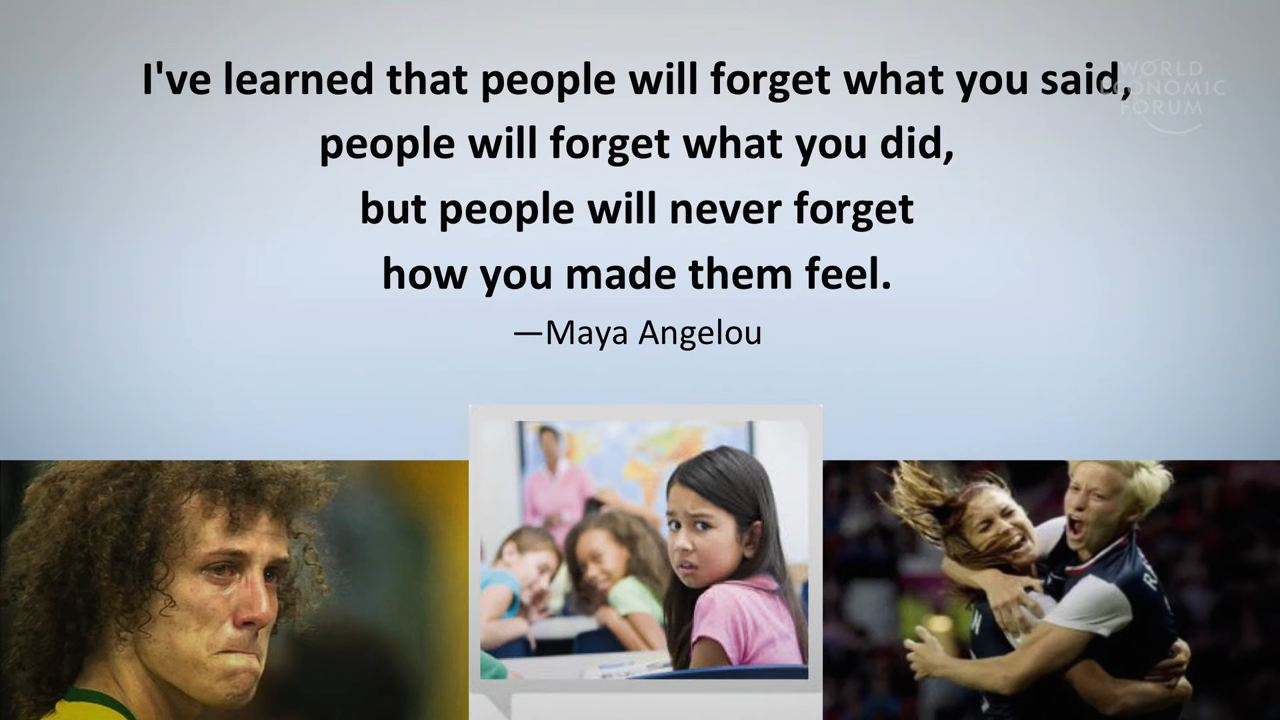 I've learned that people will forget what you said,
people will forget what you did,
but people will never forget
how you made them feel.
—Maya Angelou
WORLD
ECONOMIC
FORUM